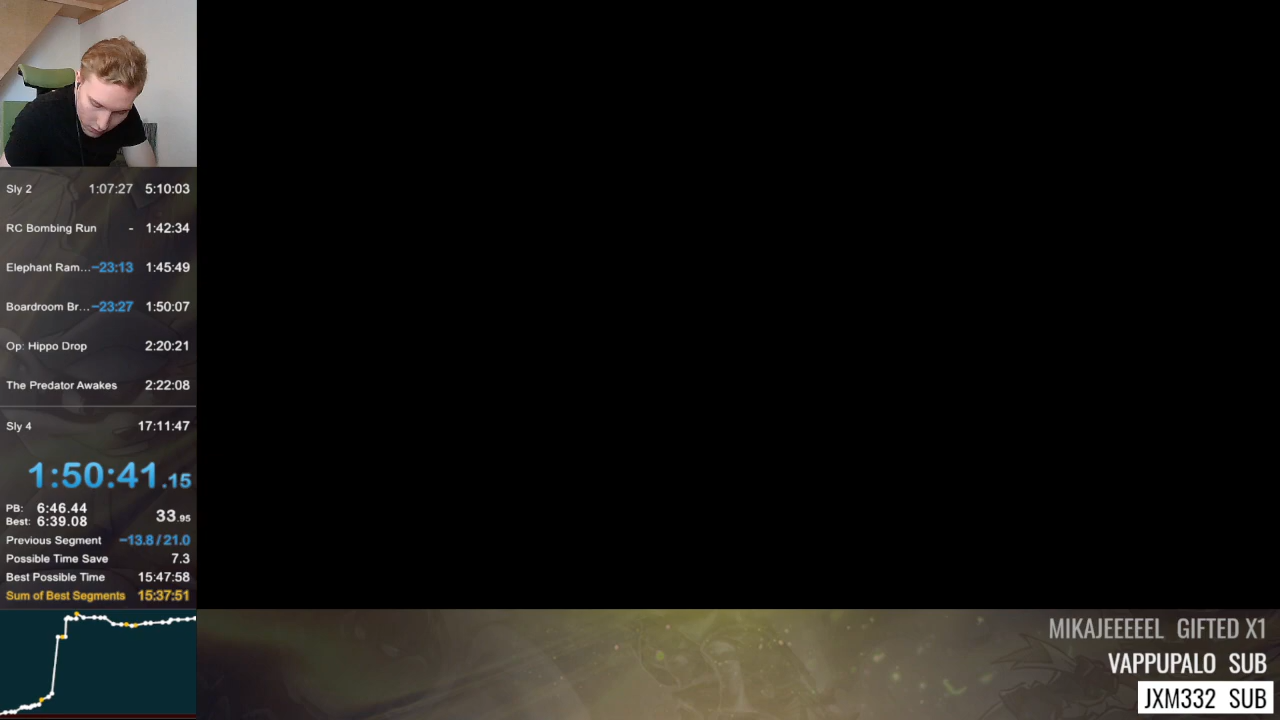 Sly 2 1:07:27 5:10:03
RC Bombing Run - 1:42:34
Elephant Ram... -23:13 1:45:49
Boardroom Br... -23:27 1:50:07
Op: Hippo Drop 2:20:21
The Predator Awakes 2:22:08
Sly 4 17:11:47
1:50:41.15
PB: 6:46.44
Best: 6:39.08
33.95
Previous Segment -13.8 / 21.0
Possible Time Save 7.3
Best Possible Time 15:47:58
Sum of Best Segments 15:37:51
MIKAJEEEEEL GIFTED X1
VAPPUPALO SUB
JXM332 SUB